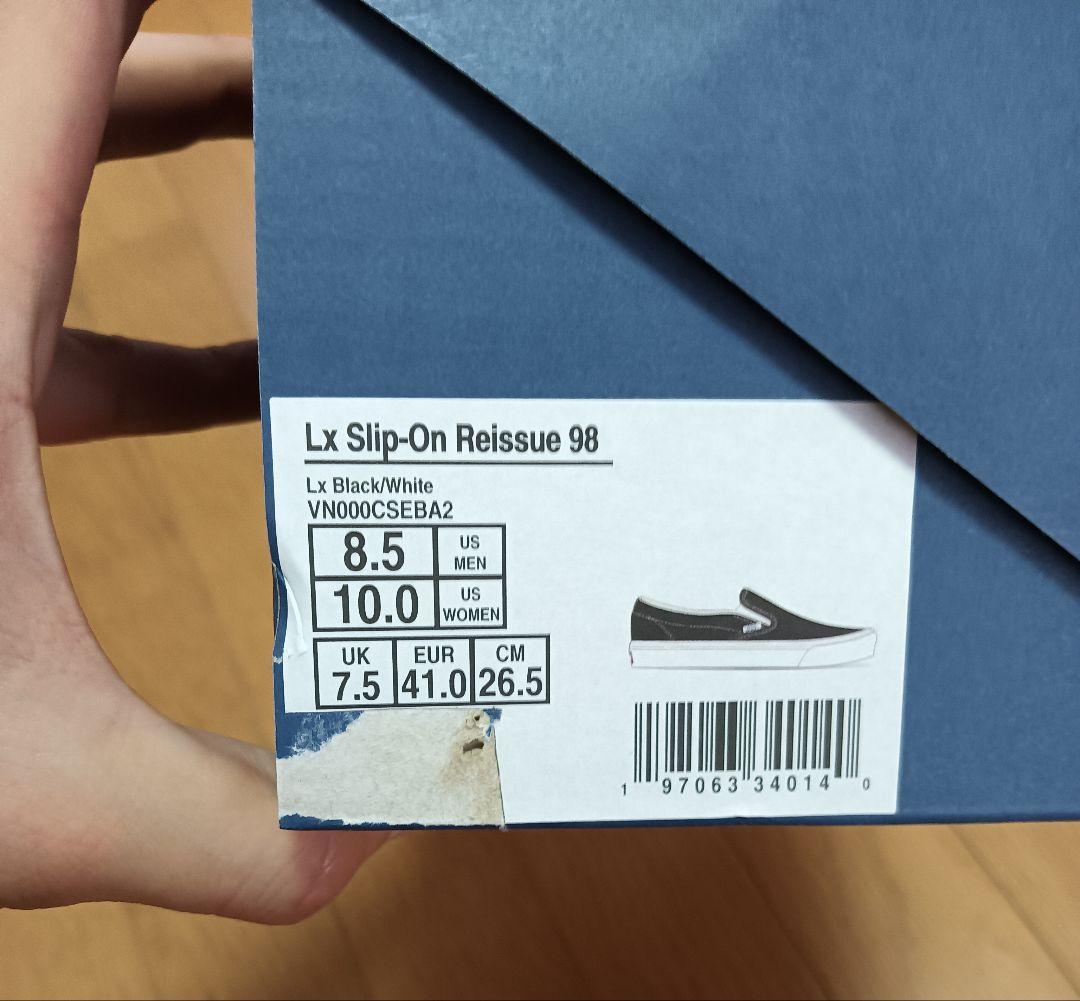 Lx Slip-On Reissue 98
Lx Black/White
VN000CSEBA2
8.5 US MEN
10.0 US WOMEN
UK EUR CM
7.5 41.0 26.5
1 97063 34014 0